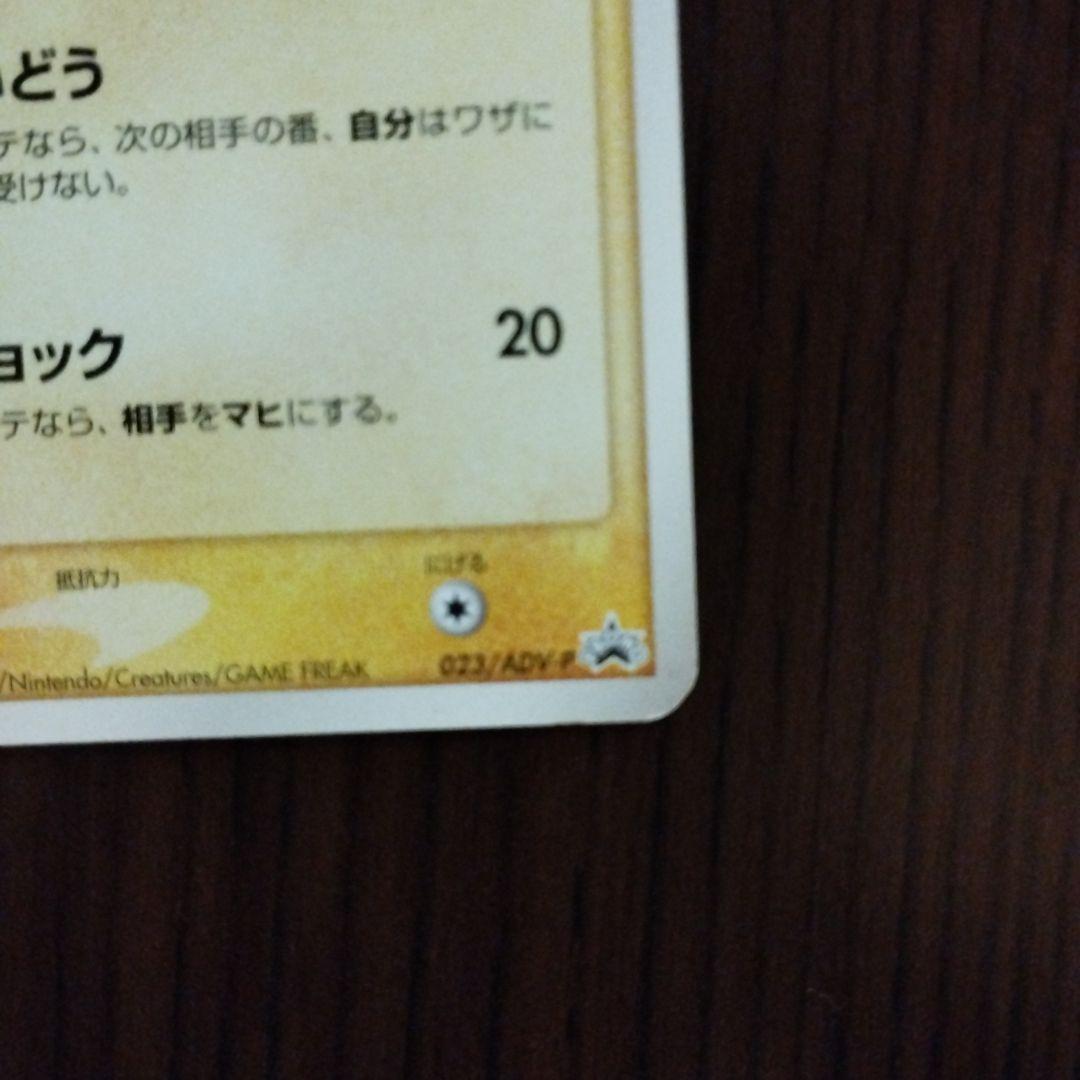 どう
テなら、次の相手の番、自分はワザに
受けない。
ョック 20
テなら、相手をマヒにする。
抵抗力 にげる
/Nintendo/Creatures/GAME FREAK 023/ADV-P